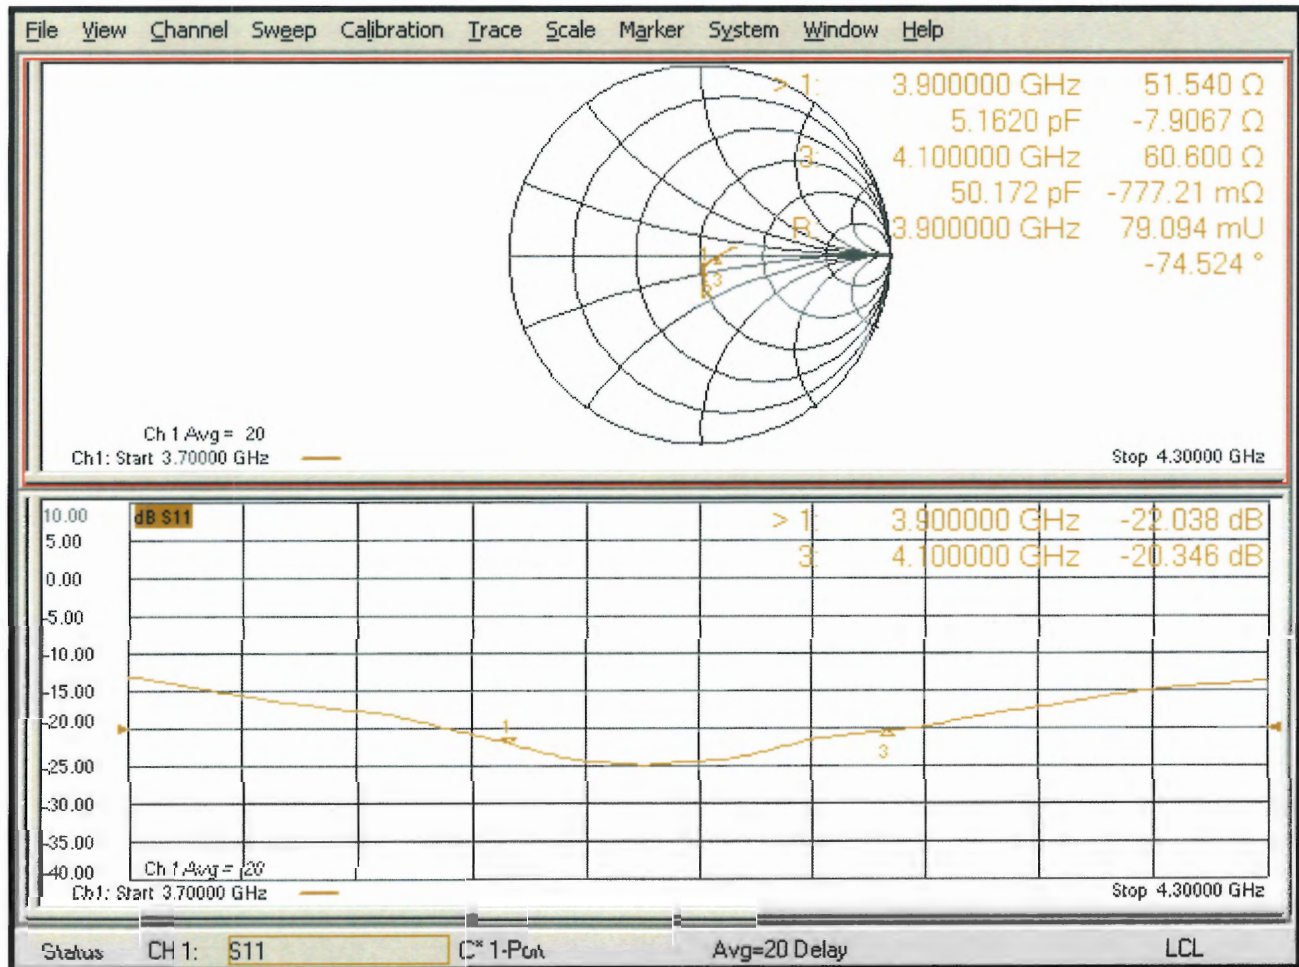 File View Channel Sweep Calibration Trace Scale Marker System Window Help
> 1: 3.900000 GHz 51.540 Ω
5.1620 pF -7.9067 Ω
3: 4.100000 GHz 60.600 Ω
50.172 pF -777.21 mΩ
R 3.900000 GHz 79.094 mU
-74.524 °
1
3
Ch 1 Avg = 20
Ch1: Start 3.70000 GHz
Stop 4.30000 GHz
10.00
dB S11
> 1: 3.900000 GHz -22.038 dB
5.00
3: 4.100000 GHz -20.346 dB
0.00
-5.00
-10.00
-15.00
-20.00
1
3
-25.00
-30.00
-35.00
-40.00
Ch 1 Avg = 20
Ch1: Start 3.70000 GHz
Stop 4.30000 GHz
Status CH 1: S11 C* 1-Port Avg=20 Delay LCL